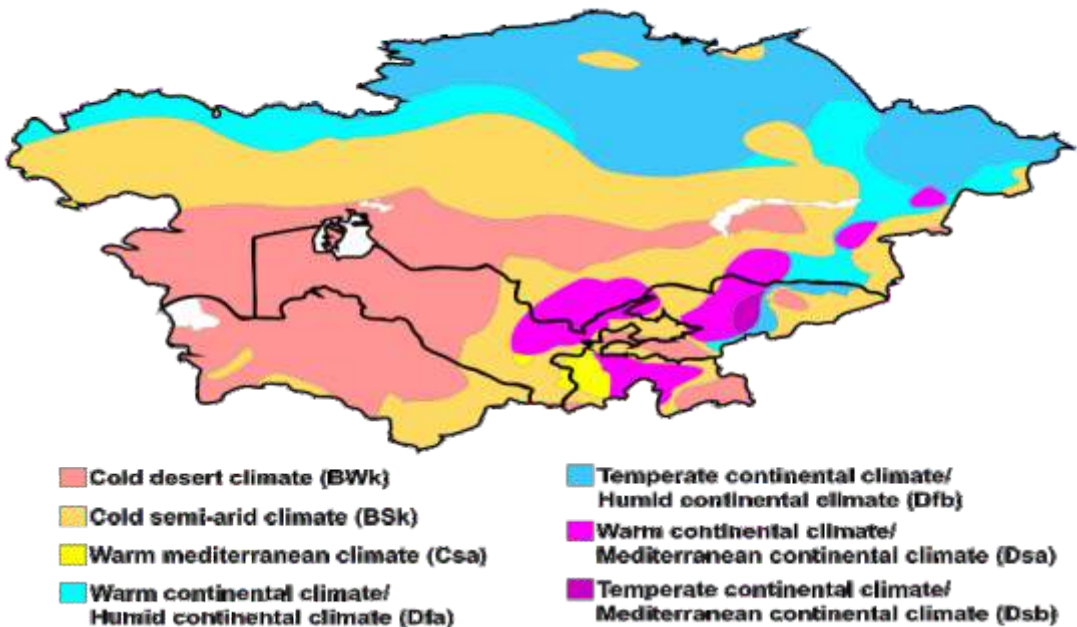 Cold desert climate (BWk)
Cold semi-arid climate (BSk)
Warm mediterranean climate (Csa)
Warm continental climate/
Humid continental climate (Dfa)
Temperate continental climate/
Humid continental climate (Dfb)
Warm continental climate/
Mediterranean continental climate (Dsa)
Temperate continental climate/
Mediterranean continental climate (Dsb)